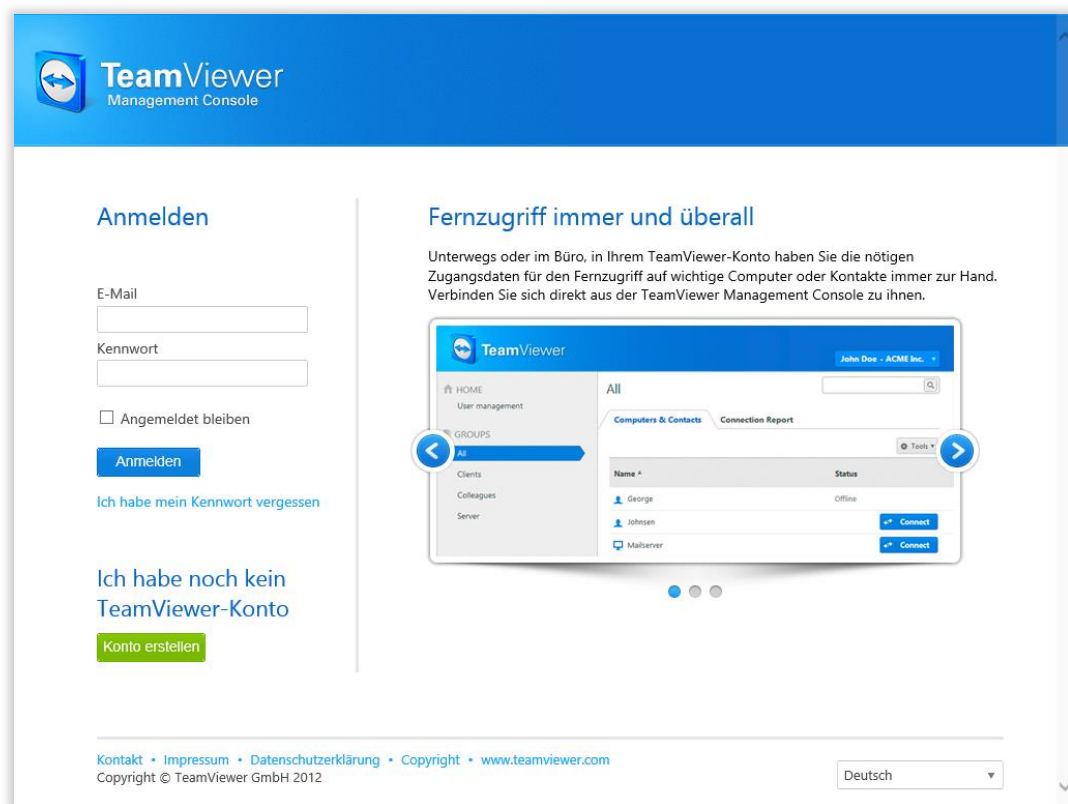 TeamViewer
Management Console
Anmelden
E-Mail
Kennwort
Angemeldet bleiben
Anmelden
Ich habe mein Kennwort vergessen
Ich habe noch kein
TeamViewer-Konto
Konto erstellen
Fernzugriff immer und überall
Unterwegs oder im Büro, in Ihrem TeamViewer-Konto haben Sie die nötigen
Zugangsdaten für den Fernzugriff auf wichtige Computer oder Kontakte immer zur Hand.
Verbinden Sie sich direkt aus der TeamViewer Management Console zu ihnen.
TeamViewer
John Doe - ACME Inc.
HOME
User management
GROUPS
All
Clients
Colleagues
Server
All
Computers & Contacts Connection Report
Tools
Name Status
George Offline
Johnsen Connect
Mailserver Connect
Kontakt • Impressum • Datenschutzerklärung • Copyright • www.teamviewer.com
Copyright © TeamViewer GmbH 2012
Deutsch